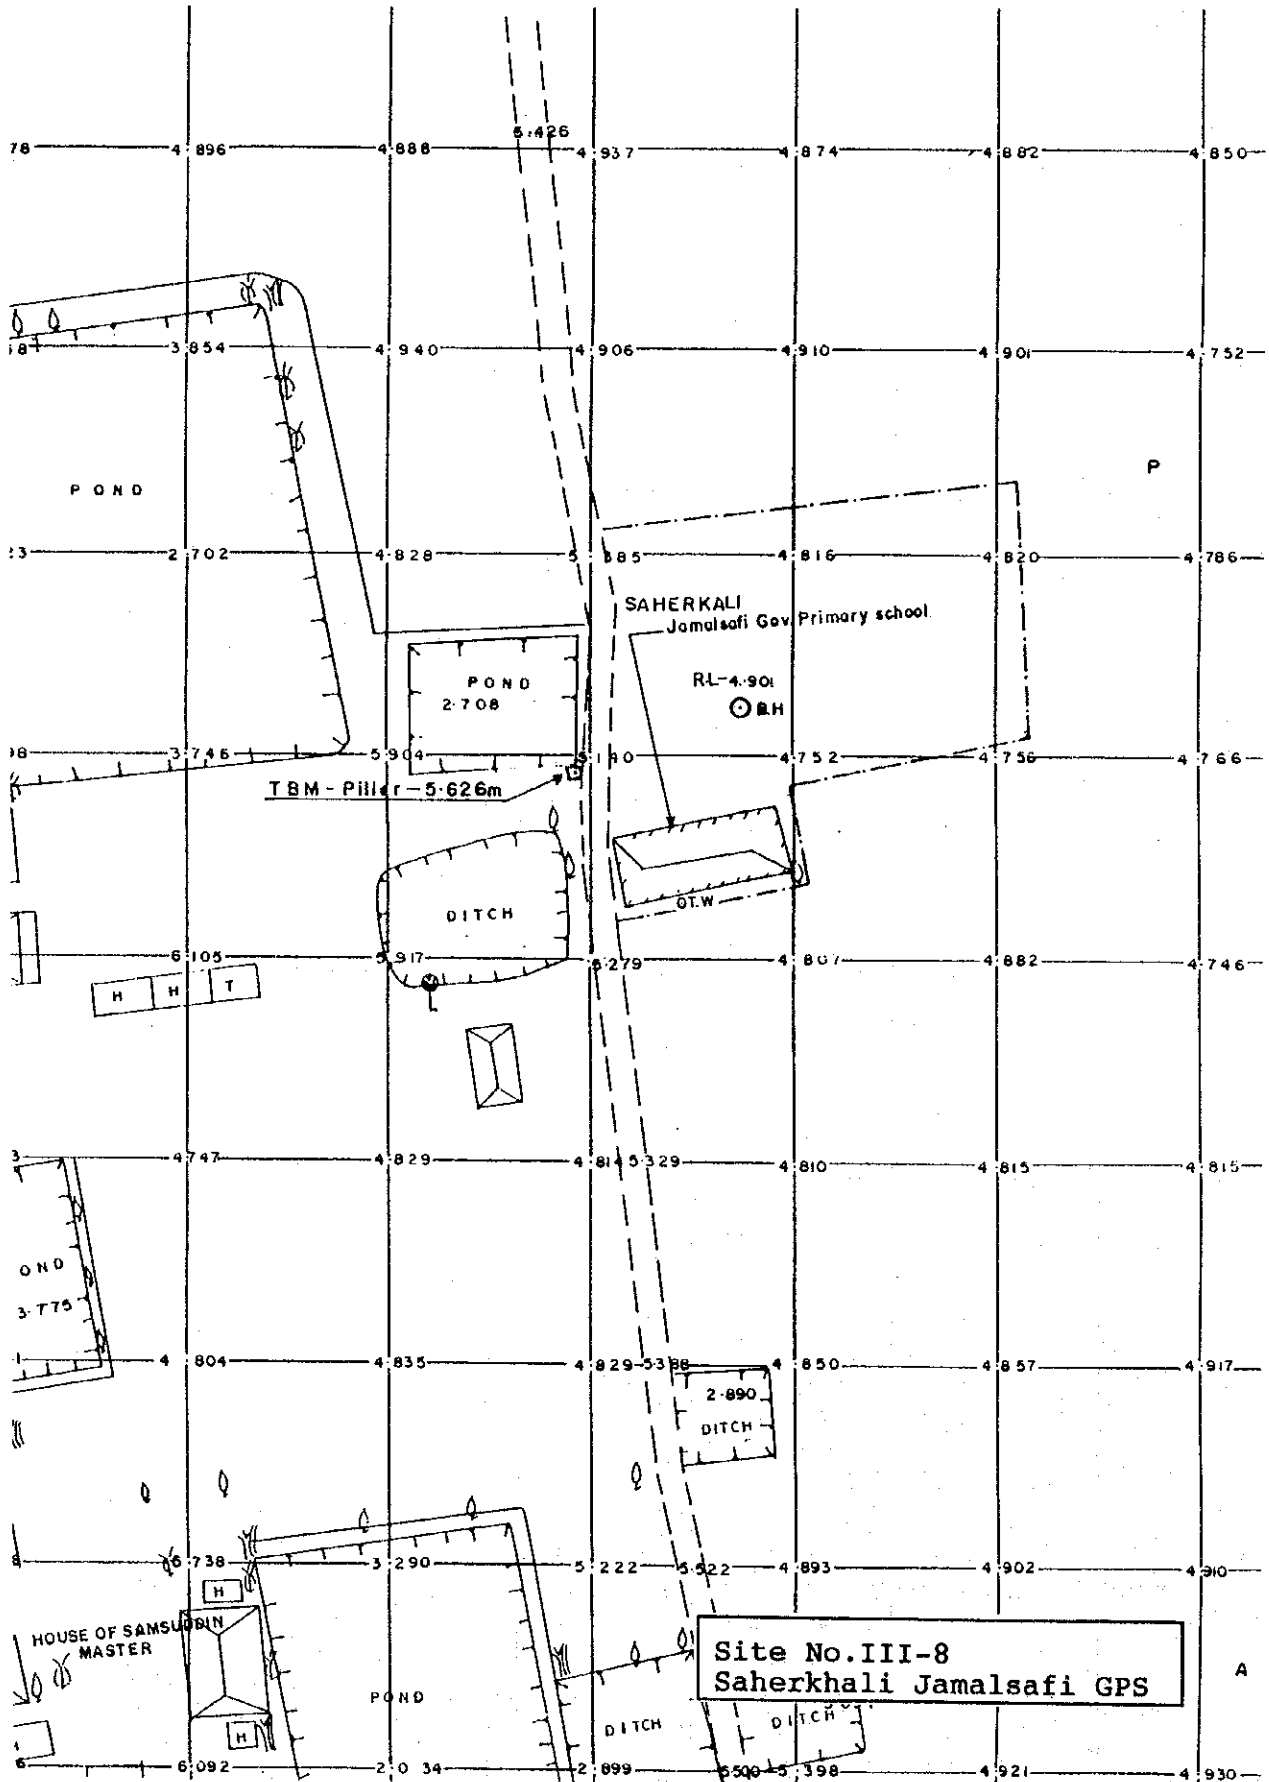 5.426
78 4.896 4.888 4.937 4.874 4.882 4.850
3.854 4.940 4.906 4.910 4.901 4.752
POND
P
2.702 4.828 4.816 4.820 4.786
SAHERKALI
Jamalsafi Gov. Primary school
POND
2.708
R.L-4.901
B.H
3.746 5.904 5.140 4.752 4.756 4.766
TBM-Piller-5.626m
DITCH
OT.W
6.105 5.917 5.279 4.807 4.882 4.746
H H T
4.747 4.829 4.814 5.329 4.810 4.815 4.815
OND
3.775
4.804 4.835 4.829 5.388 4.850 4.857 4.917
2.890
DITCH
6.738 3.290 5.222 5.522 4.893 4.902 4.910
H
HOUSE OF SAMSUDDIN
MASTER
Site No.III-8
Saherkhali Jamalsafi GPS
A
POND
DITCH
DITCH
H
6.092 2.034 2.899 5.398 4.921 4.930